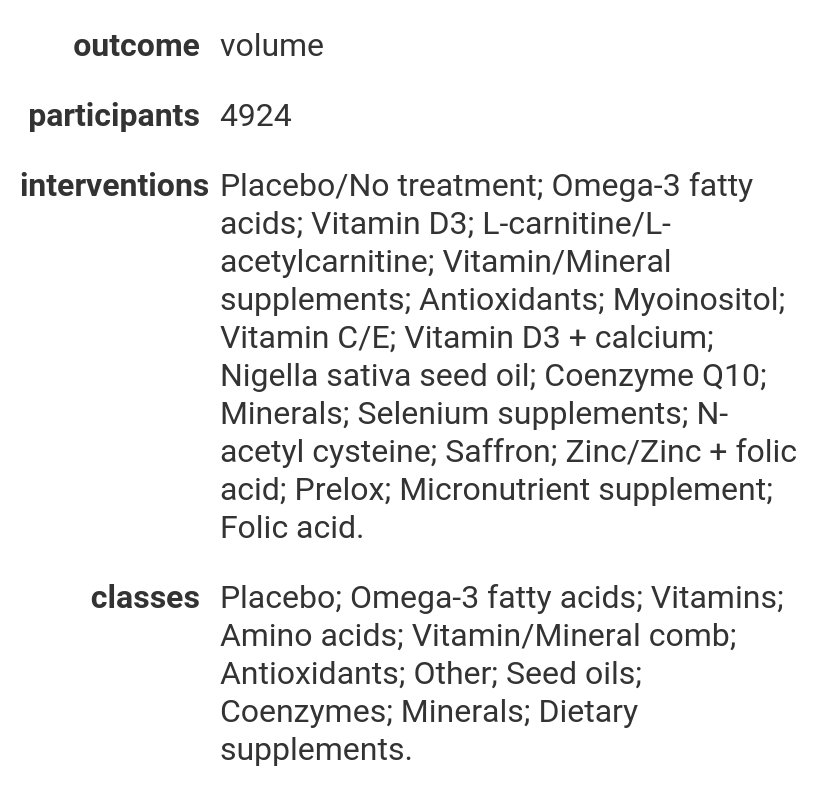 outcome volume
participants 4924
interventions Placebo/No treatment; Omega-3 fatty
acids; Vitamin D3; L-carnitine/L-
acetylcarnitine; Vitamin/Mineral
supplements; Antioxidants; Myoinositol;
Vitamin C/E; Vitamin D3 + calcium;
Nigella sativa seed oil; Coenzyme Q10;
Minerals; Selenium supplements; N-
acetyl cysteine; Saffron; Zinc/Zinc + folic
acid; Prelox; Micronutrient supplement;
Folic acid.
classes Placebo; Omega-3 fatty acids; Vitamins;
Amino acids; Vitamin/Mineral comb;
Antioxidants; Other; Seed oils;
Coenzymes; Minerals; Dietary
supplements.